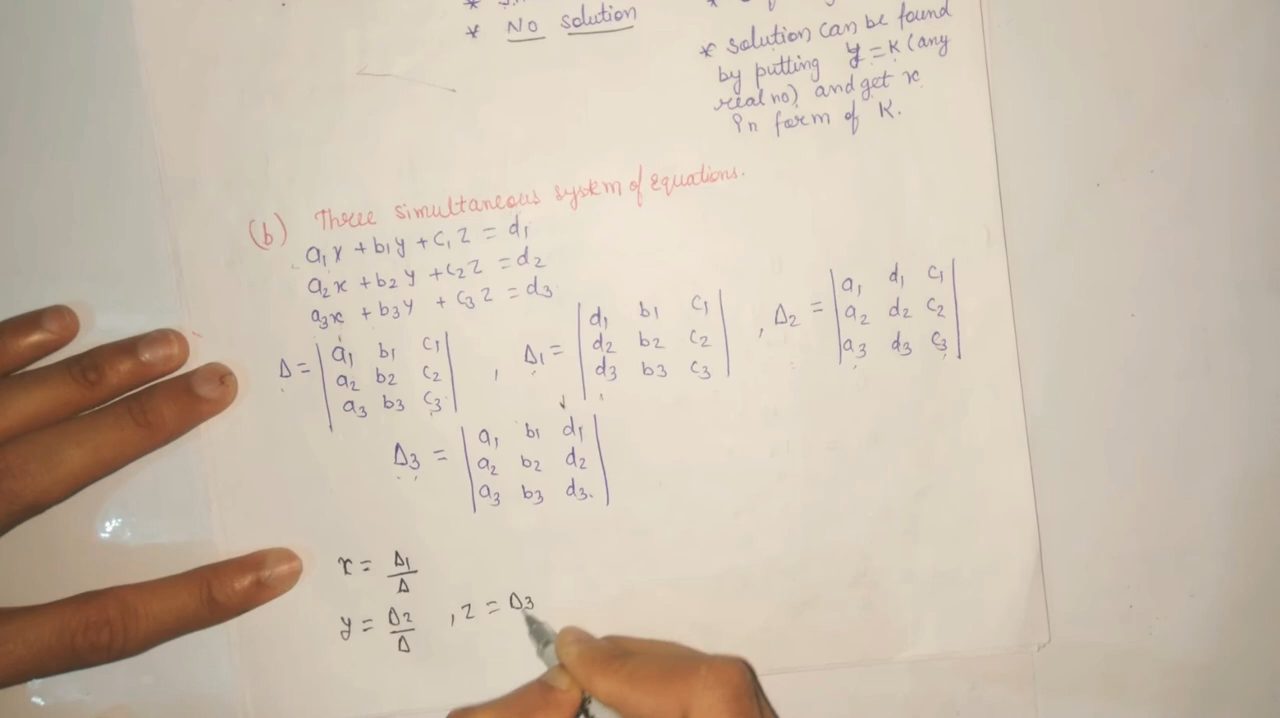 * No solution
* solution can be found
by putting y = K (any
real no) and get x
in form of K.
(b) Three simultaneous system of equations.
a1x + b1y + c1z = d1
a2x + b2y + c2z = d2
a3x + b3y + c3z = d3
Δ = | a1 b1 c1 | , Δ1 = | d1 b1 c1 | , Δ2 = | a1 d1 c1 |
| a2 b2 c2 | | d2 b2 c2 | | a2 d2 c2 |
| a3 b3 c3 | | d3 b3 c3 | | a3 d3 c3 |
Δ3 = | a1 b1 d1 |
| a2 b2 d2 |
| a3 b3 d3 |
x = Δ1/Δ
y = Δ2/Δ , z = Δ3